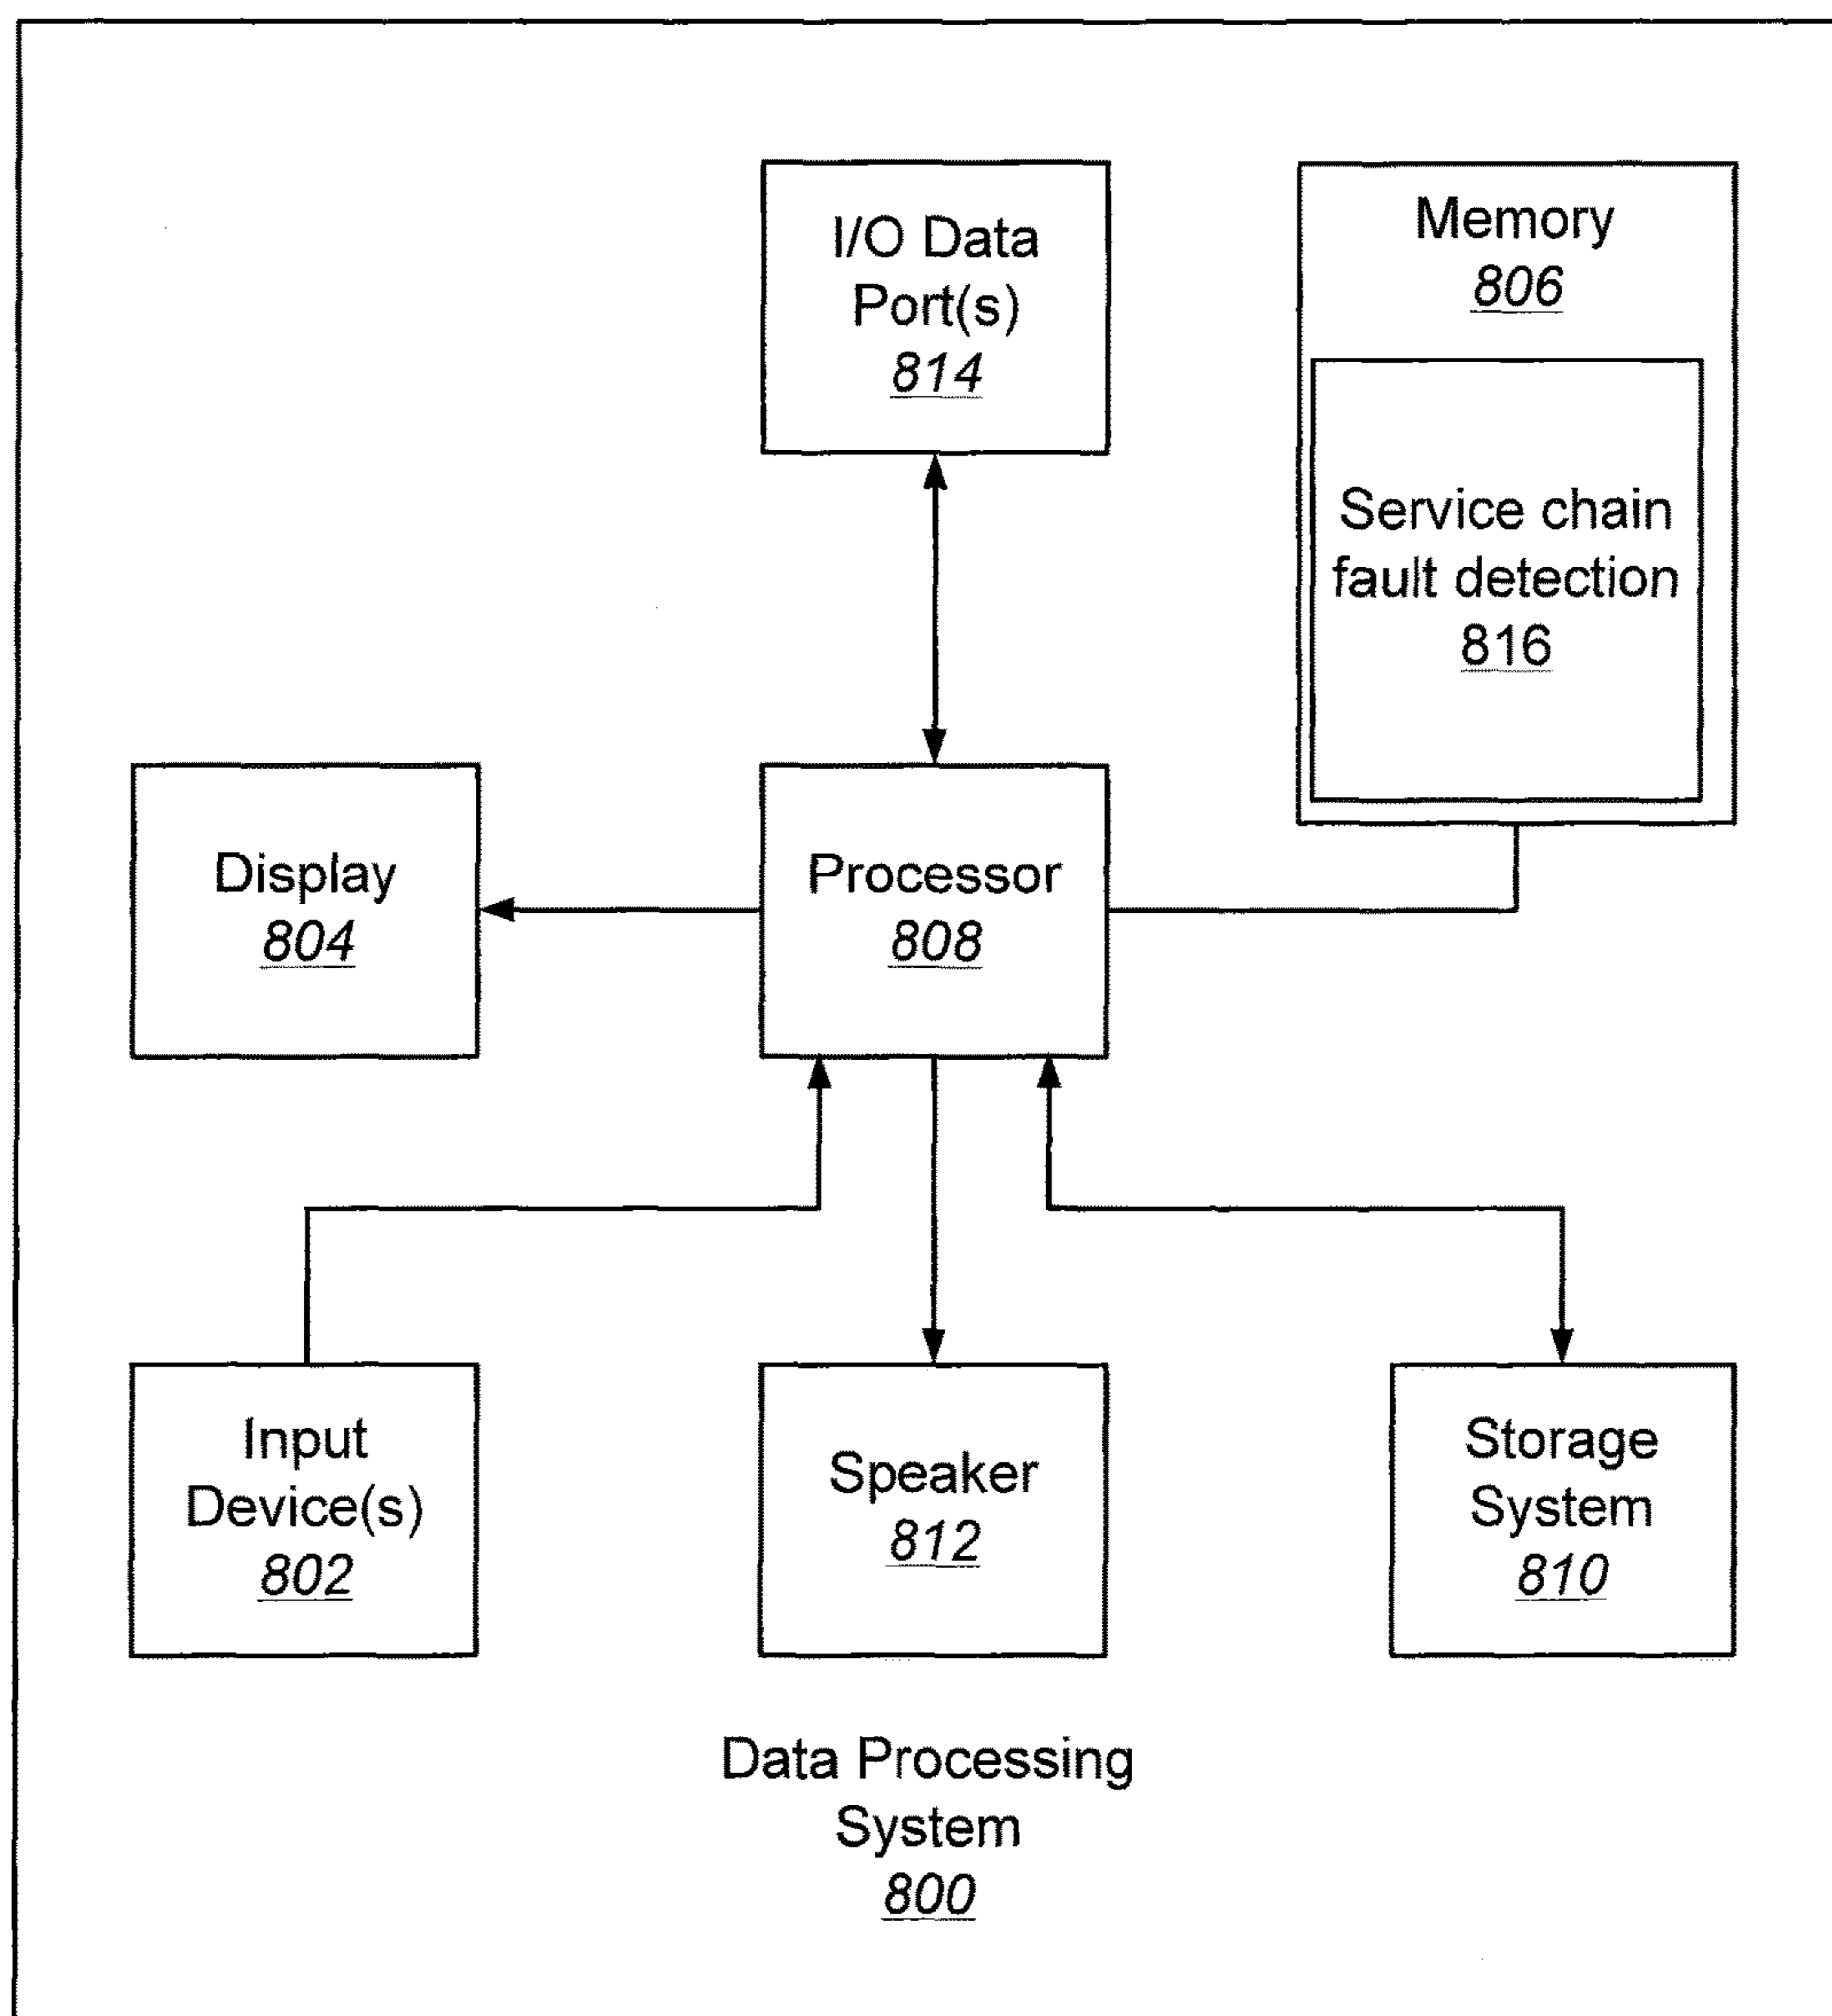 I/O Data
Port(s)
814
Memory
806
Service chain
fault detection
816
Display
804
Processor
808
Input
Device(s)
802
Speaker
812
Storage
System
810
Data Processing
System
800